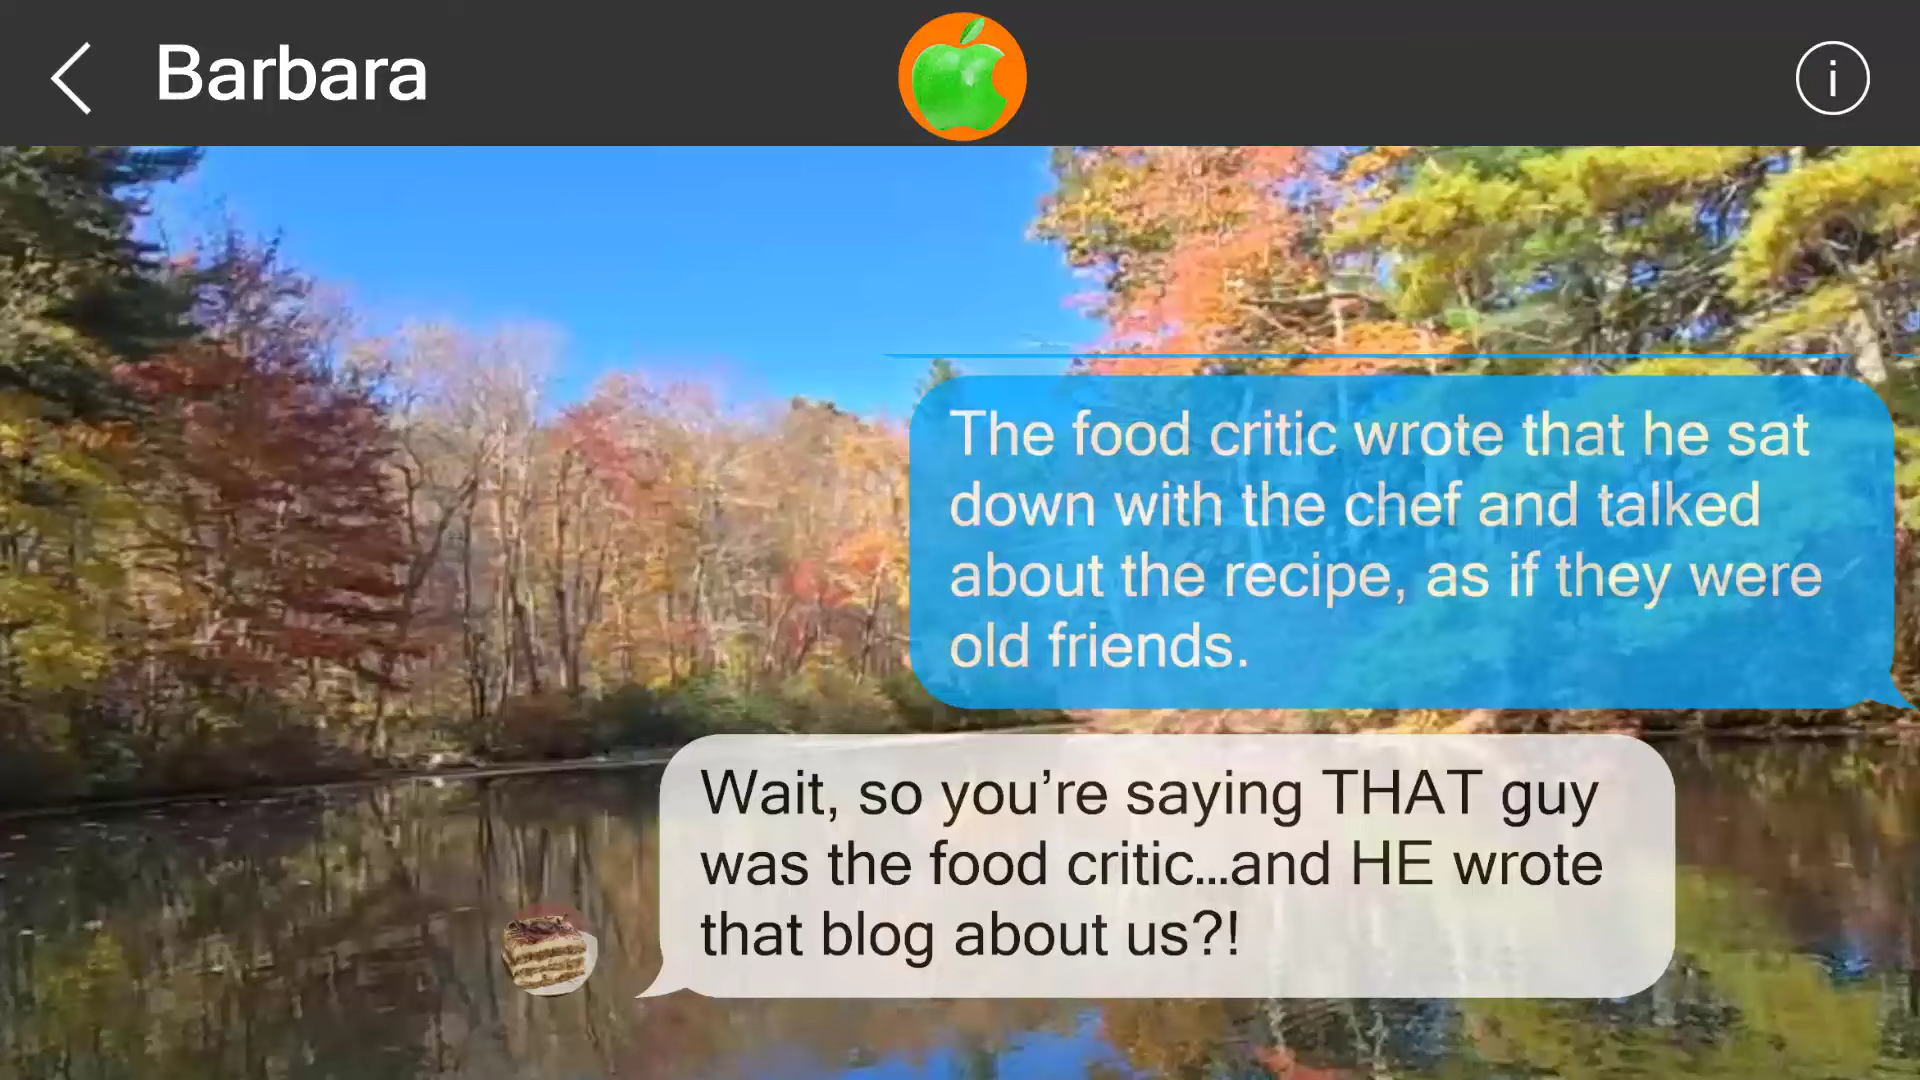 Barbara
i
The food critic wrote that he sat
down with the chef and talked
about the recipe, as if they were
old friends.
Wait, so you’re saying THAT guy
was the food critic...and HE wrote
that blog about us?!